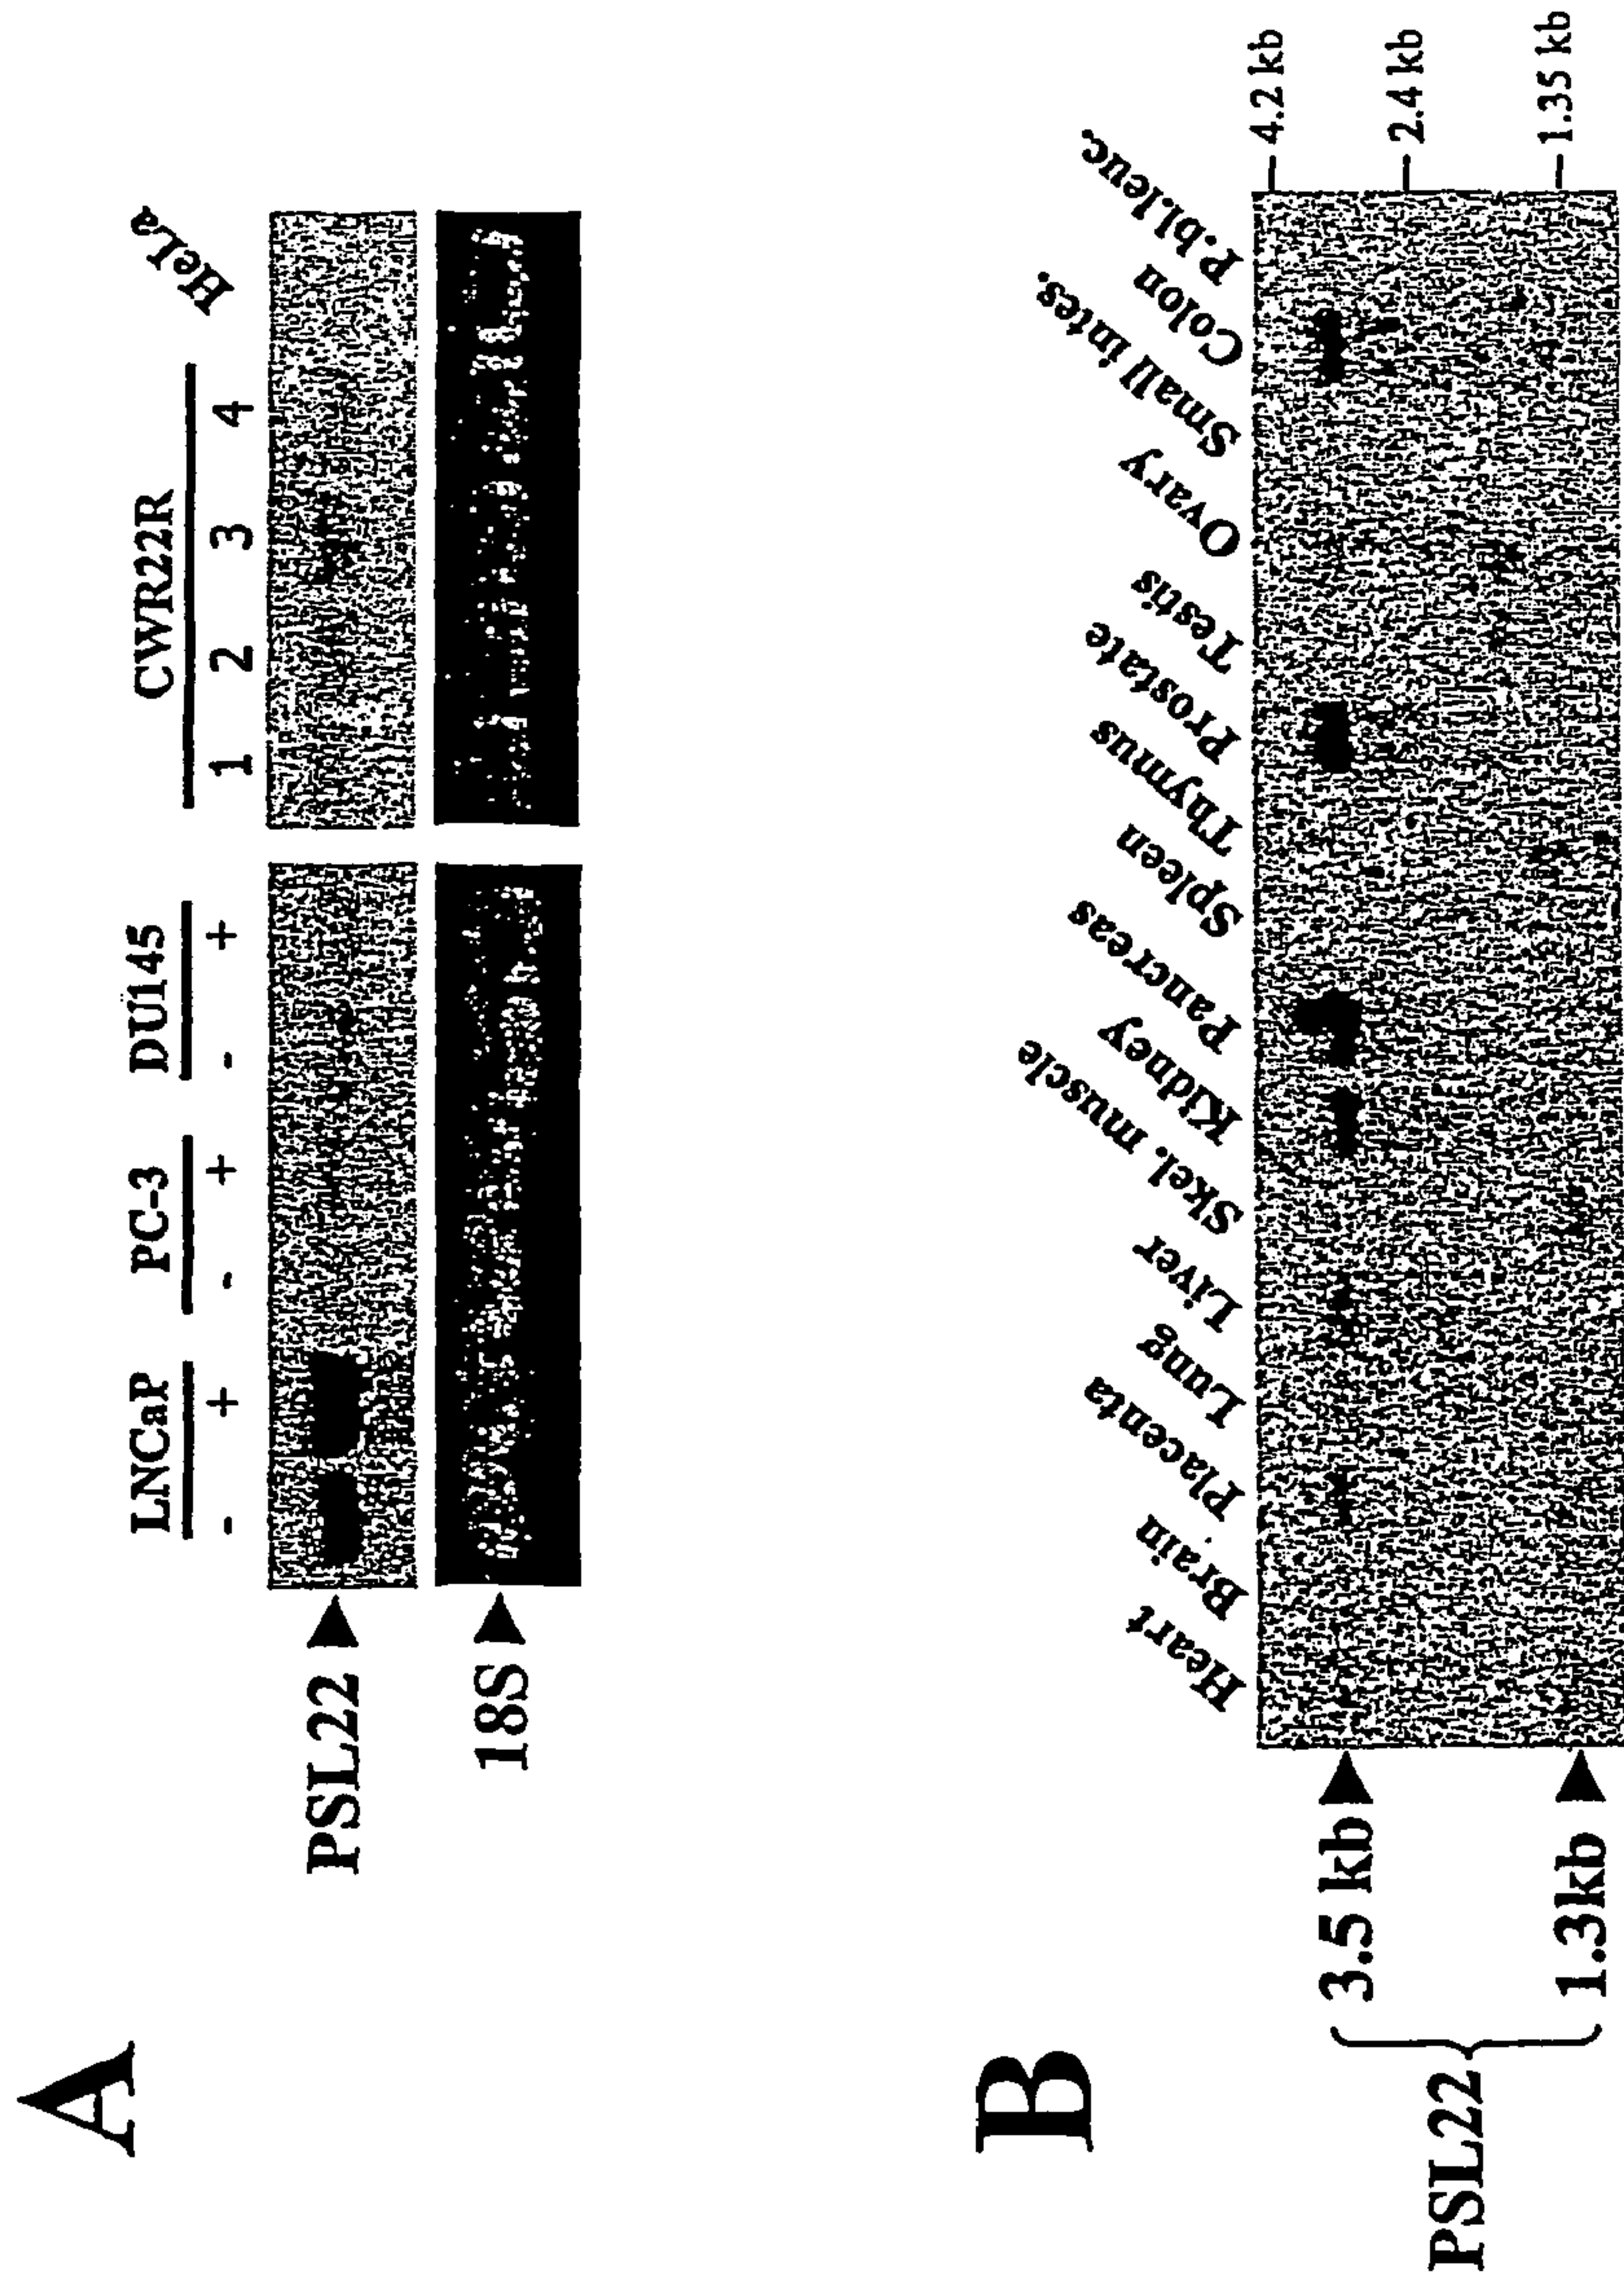 A
LNCaP PC-3 DU145 CWR22R HeLa
- + - + - + 1 2 3 4
PSL22
18S
B
Heart Brain Placenta Lung Liver Skel. muscle Kidney Pancreas Spleen Thymus Prostate Testis Ovary Small intes. Colon P.bl.leuc.
4.2 kb
3.5 kb
2.4 kb
PSL22
1.35 kb
1.3kb